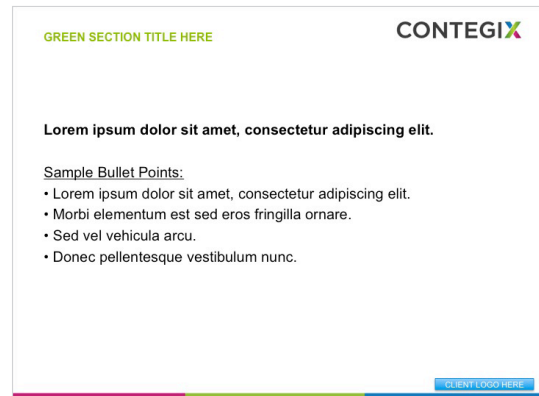 GREEN SECTION TITLE HERE
CONTEGIX
Lorem ipsum dolor sit amet, consectetur adipiscing elit.
Sample Bullet Points:
• Lorem ipsum dolor sit amet, consectetur adipiscing elit.
• Morbi elementum est sed eros fringilla ornare.
• Sed vel vehicula arcu.
• Donec pellentesque vestibulum nunc.
CLIENT LOGO HERE